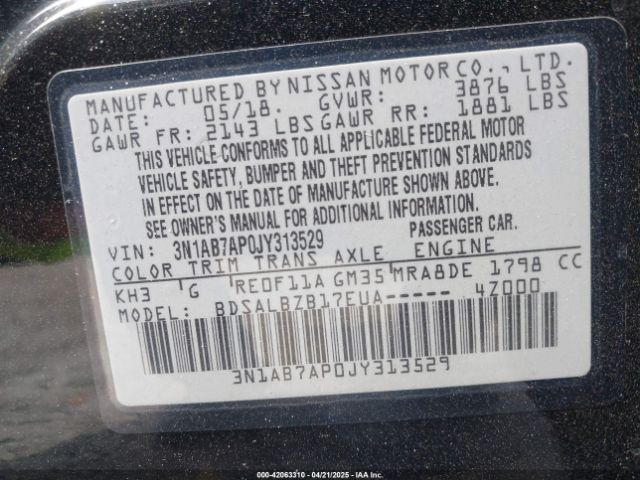 MANUFACTURED BY NISSAN MOTOR CO., LTD.
DATE: 05/18. GVWR: 3876 LBS
GAWR FR: 2143 LBS GAWR RR: 1881 LBS
THIS VEHICLE CONFORMS TO ALL APPLICABLE FEDERAL MOTOR
VEHICLE SAFETY, BUMPER AND THEFT PREVENTION STANDARDS
IN EFFECT ON THE DATE OF MANUFACTURE SHOWN ABOVE.
SEE OWNER'S MANUAL FOR ADDITIONAL INFORMATION.
VIN: 3N1AB7AP0JY313529 PASSENGER CAR.
COLOR TRIM TRANS AXLE ENGINE
KH3 G RE0F11A GM35 MRA8DE 1798 CC
MODEL: BDSALBZB17EUA----- 4Z000
3N1AB7AP0JY313529
000-42063310 - 04/21/2025 - IAA Inc.